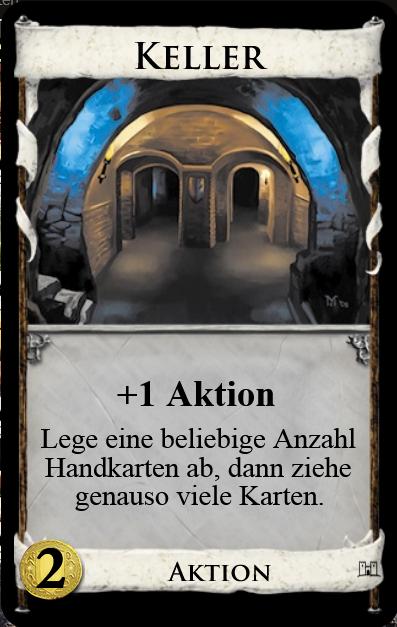 KELLER
+1 Aktion
Lege eine beliebige Anzahl
Handkarten ab, dann ziehe
genauso viele Karten.
2
AKTION